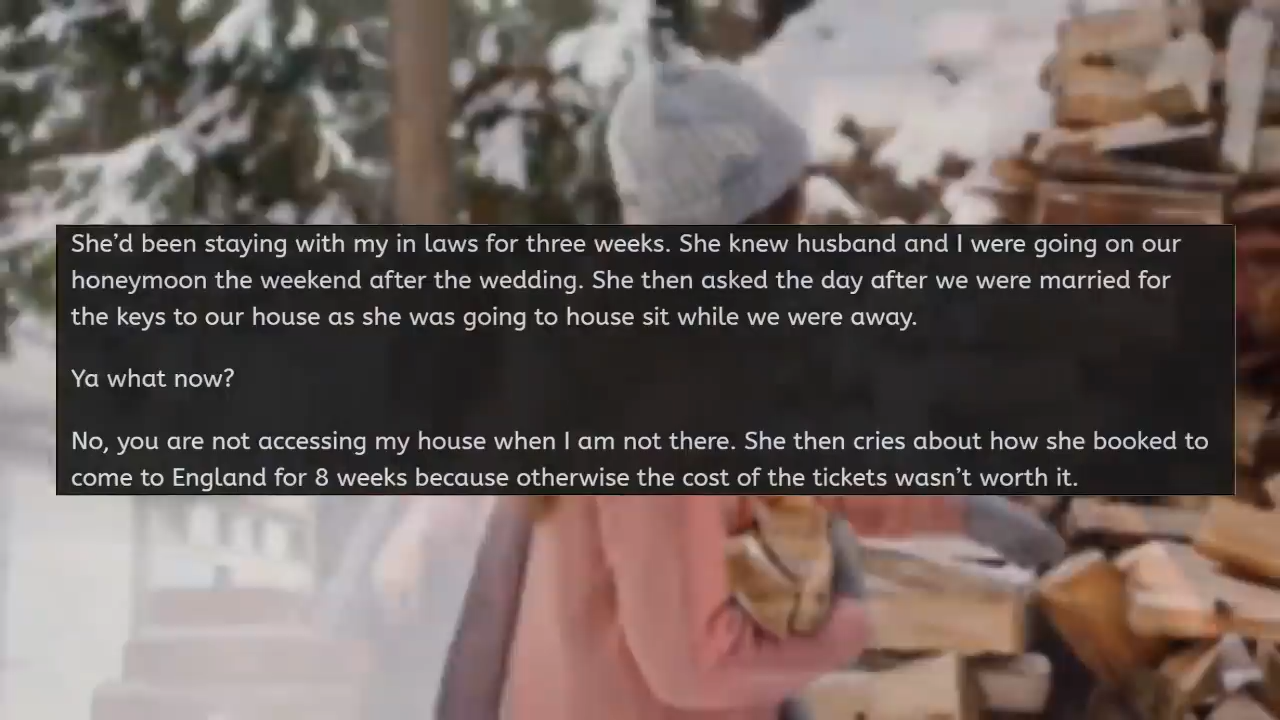 She’d been staying with my in laws for three weeks. She knew husband and I were going on our
honeymoon the weekend after the wedding. She then asked the day after we were married for
the keys to our house as she was going to house sit while we were away.
Ya what now?
No, you are not accessing my house when I am not there. She then cries about how she booked to
come to England for 8 weeks because otherwise the cost of the tickets wasn’t worth it.